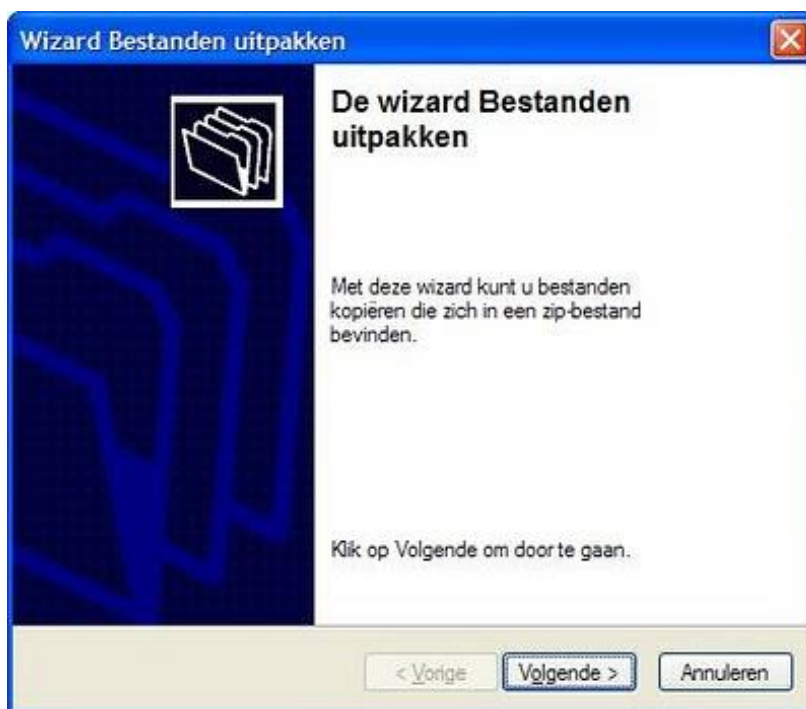 Wizard Bestanden uitpakken
De wizard Bestanden
uitpakken
Met deze wizard kunt u bestanden
kopiëren die zich in een zip-bestand
bevinden.
Klik op Volgende om door te gaan.
< Vorige Volgende > Annuleren